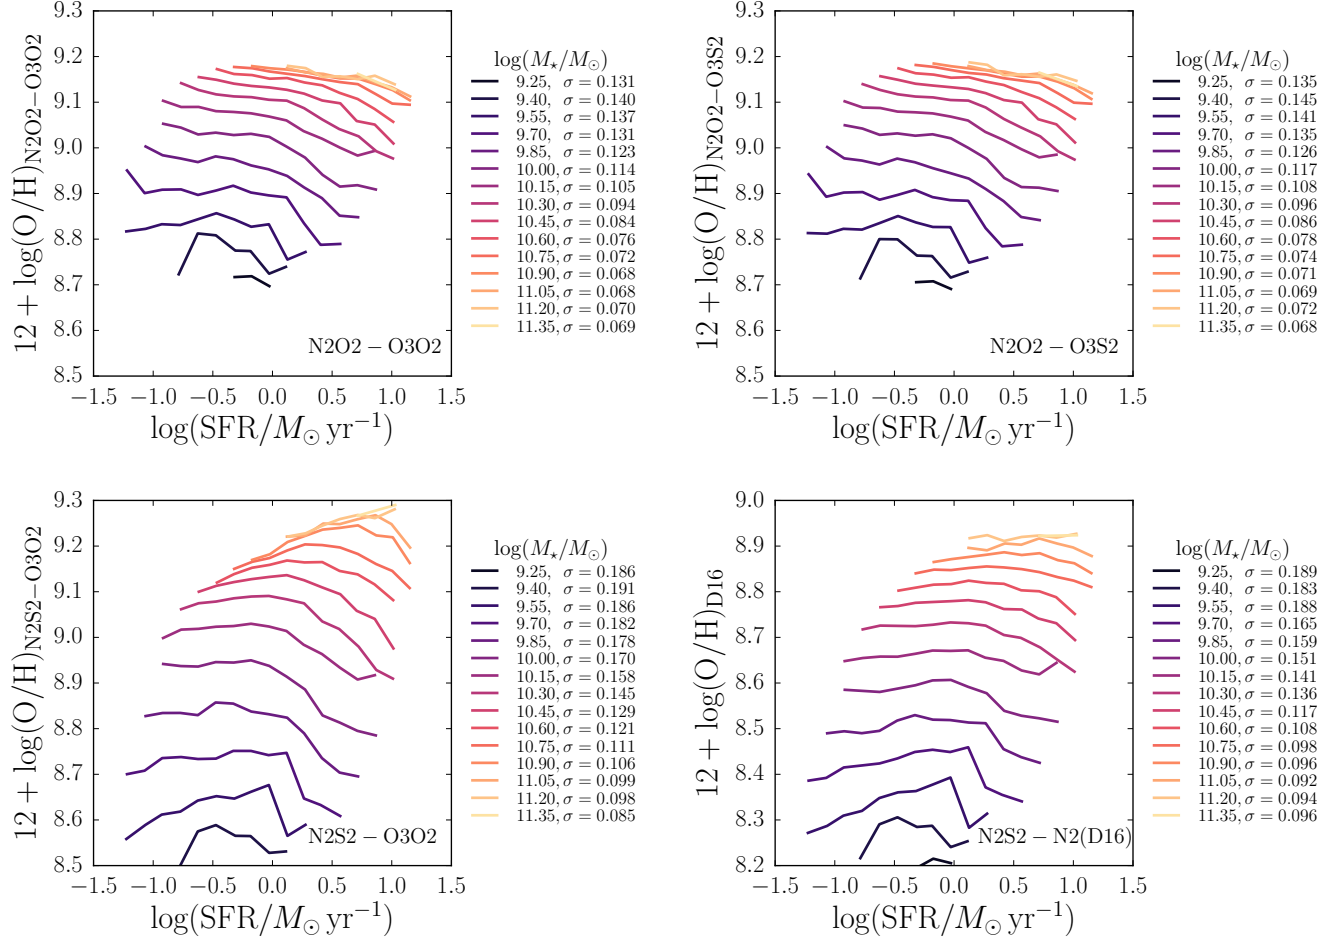 9.3
9.2
9.1
9.0
8.9
8.8
8.7
8.6
8.5
−1.5 −1.0 −0.5 0.0 0.5 1.0 1.5
log(SFR/M⊙ yr⁻¹)
12 + log(O/H)N2O2−O3O2
N2O2 − O3O2
log(M⋆/M⊙)
9.25, σ = 0.131
9.40, σ = 0.140
9.55, σ = 0.137
9.70, σ = 0.131
9.85, σ = 0.123
10.00, σ = 0.114
10.15, σ = 0.105
10.30, σ = 0.094
10.45, σ = 0.084
10.60, σ = 0.076
10.75, σ = 0.072
10.90, σ = 0.068
11.05, σ = 0.068
11.20, σ = 0.070
11.35, σ = 0.069
9.3
9.2
9.1
9.0
8.9
8.8
8.7
8.6
8.5
−1.5 −1.0 −0.5 0.0 0.5 1.0 1.5
log(SFR/M⊙ yr⁻¹)
12 + log(O/H)N2O2−O3S2
N2O2 − O3S2
log(M⋆/M⊙)
9.25, σ = 0.135
9.40, σ = 0.145
9.55, σ = 0.141
9.70, σ = 0.135
9.85, σ = 0.126
10.00, σ = 0.117
10.15, σ = 0.108
10.30, σ = 0.096
10.45, σ = 0.086
10.60, σ = 0.078
10.75, σ = 0.074
10.90, σ = 0.071
11.05, σ = 0.069
11.20, σ = 0.072
11.35, σ = 0.068
9.3
9.2
9.1
9.0
8.9
8.8
8.7
8.6
8.5
−1.5 −1.0 −0.5 0.0 0.5 1.0 1.5
log(SFR/M⊙ yr⁻¹)
12 + log(O/H)N2S2−O3O2
N2S2 − O3O2
log(M⋆/M⊙)
9.25, σ = 0.186
9.40, σ = 0.191
9.55, σ = 0.186
9.70, σ = 0.182
9.85, σ = 0.178
10.00, σ = 0.170
10.15, σ = 0.158
10.30, σ = 0.145
10.45, σ = 0.129
10.60, σ = 0.121
10.75, σ = 0.111
10.90, σ = 0.106
11.05, σ = 0.099
11.20, σ = 0.098
11.35, σ = 0.085
9.0
8.9
8.8
8.7
8.6
8.5
8.4
8.3
8.2
−1.5 −1.0 −0.5 0.0 0.5 1.0 1.5
log(SFR/M⊙ yr⁻¹)
12 + log(O/H)D16
N2S2 − N2(D16)
log(M⋆/M⊙)
9.25, σ = 0.189
9.40, σ = 0.183
9.55, σ = 0.188
9.70, σ = 0.165
9.85, σ = 0.159
10.00, σ = 0.151
10.15, σ = 0.141
10.30, σ = 0.136
10.45, σ = 0.117
10.60, σ = 0.108
10.75, σ = 0.098
10.90, σ = 0.096
11.05, σ = 0.092
11.20, σ = 0.094
11.35, σ = 0.096